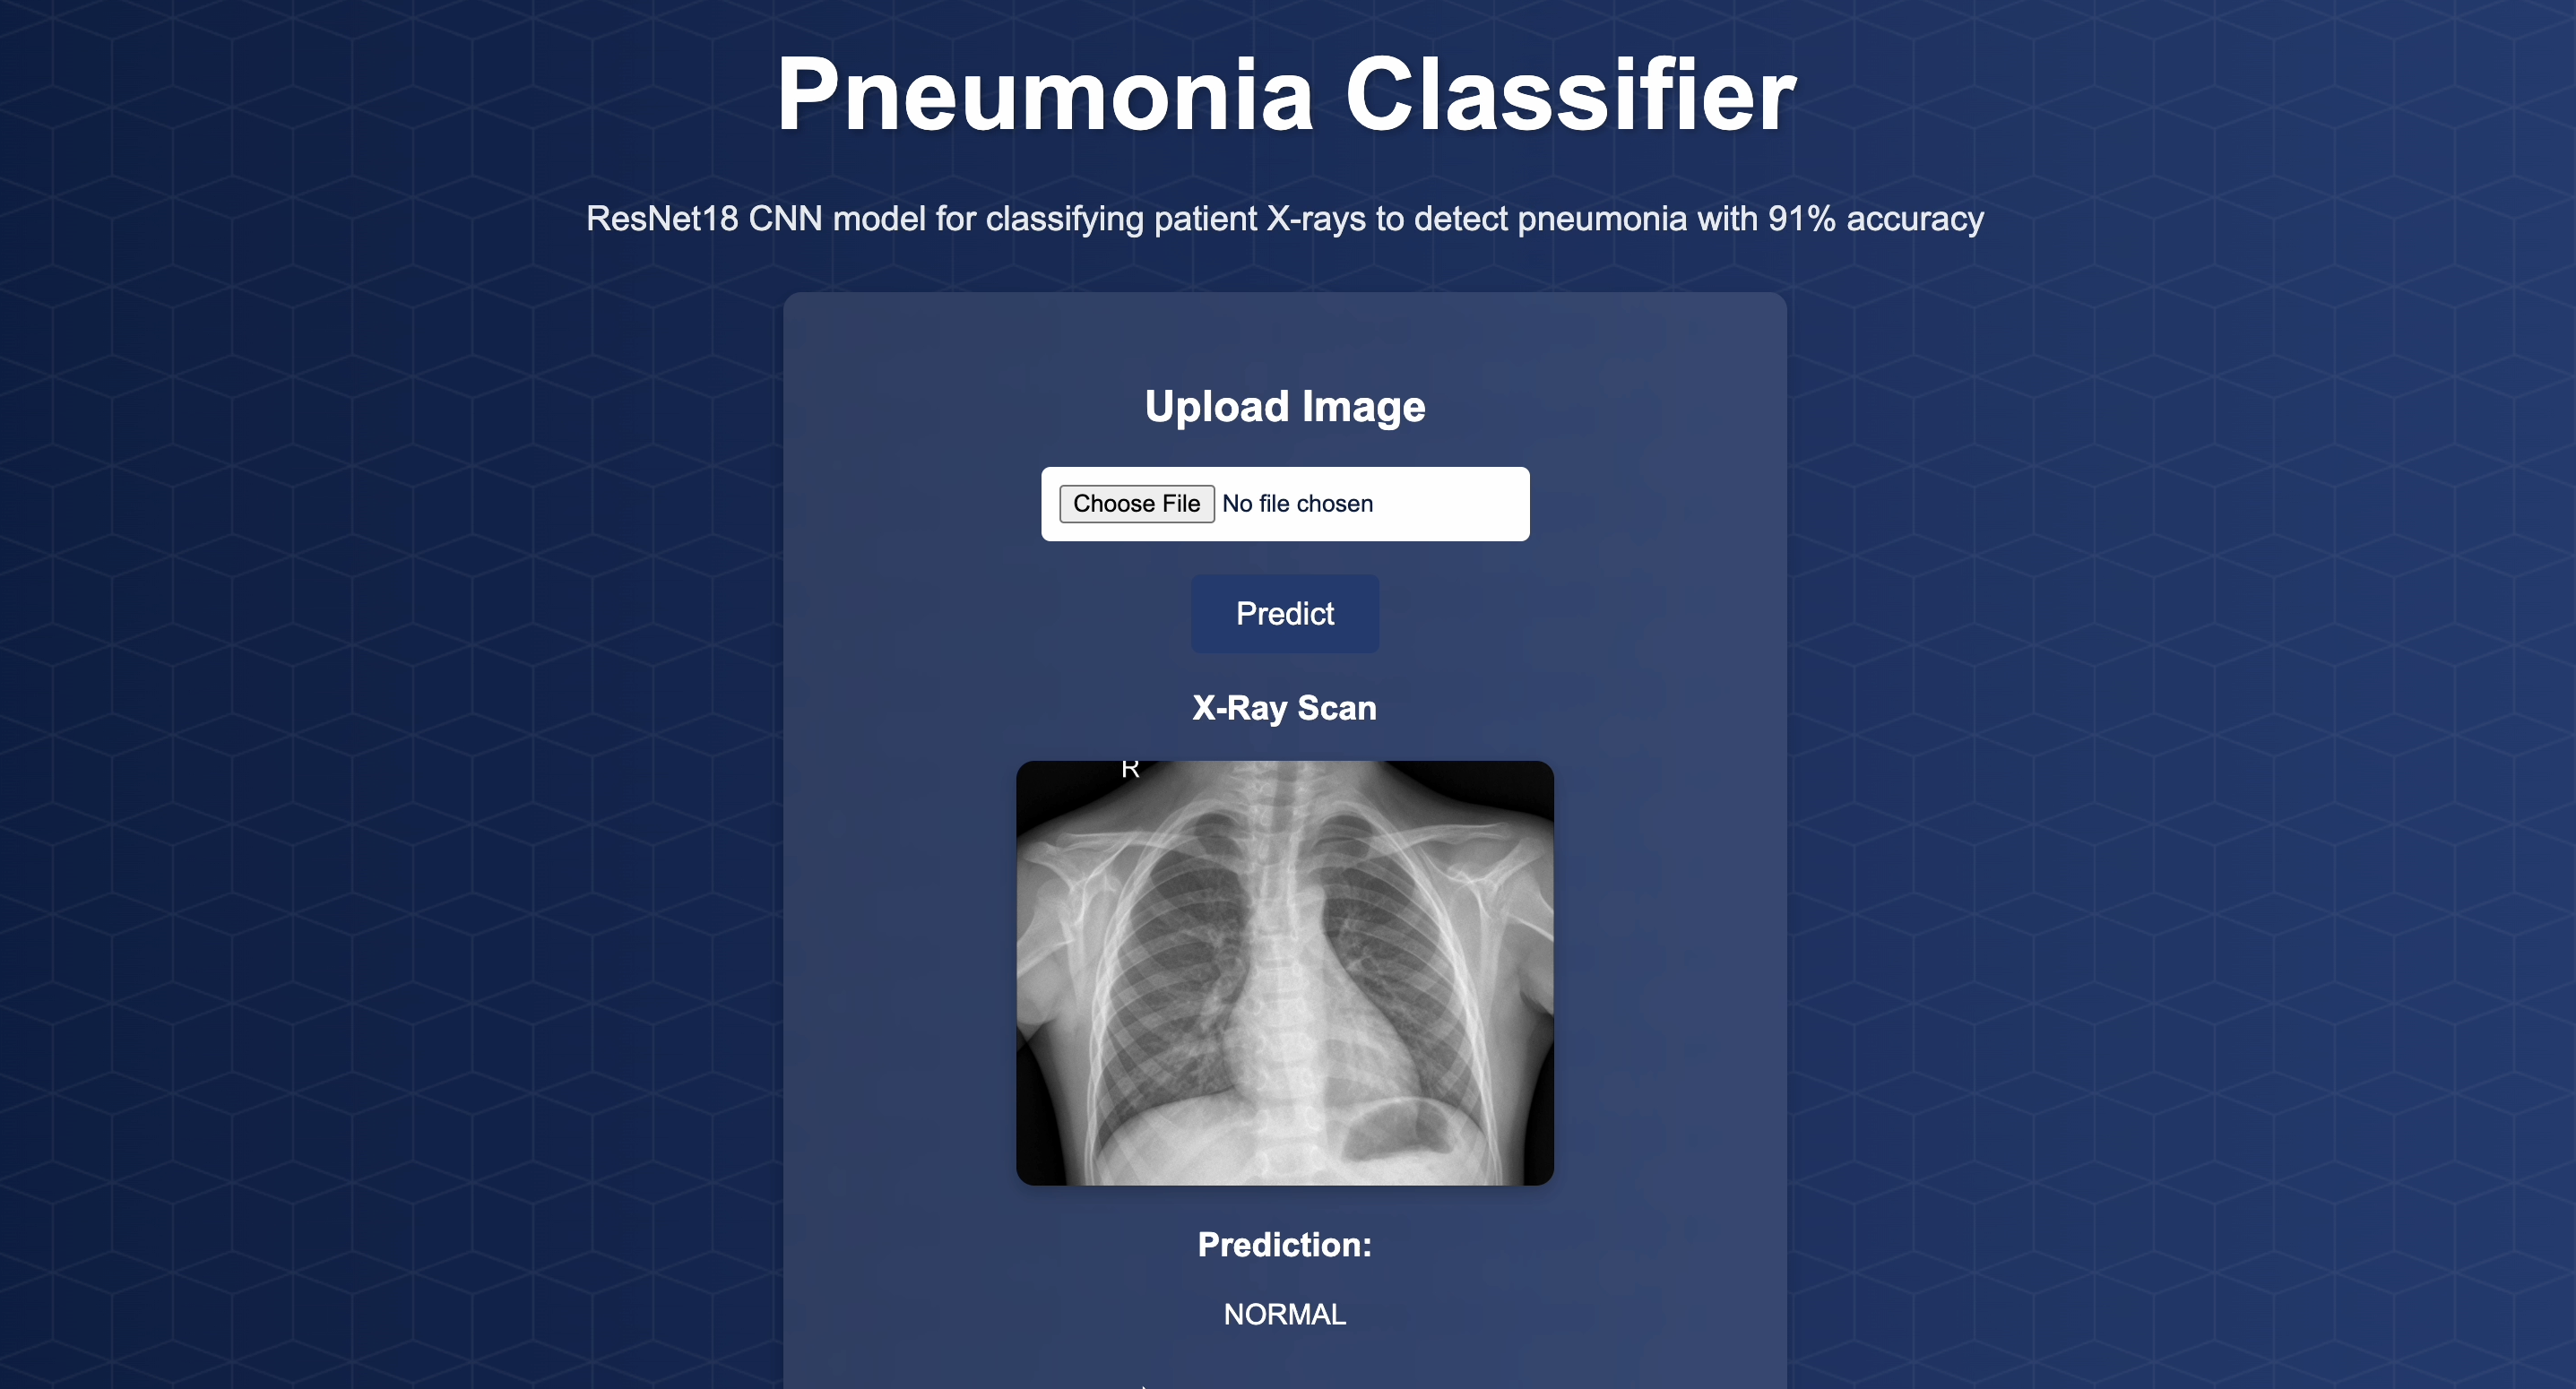 Pneumonia Classifier
ResNet18 CNN model for classifying patient X-rays to detect pneumonia with 91% accuracy
Upload Image
Choose File No file chosen
Predict
X-Ray Scan
R
Prediction:
NORMAL